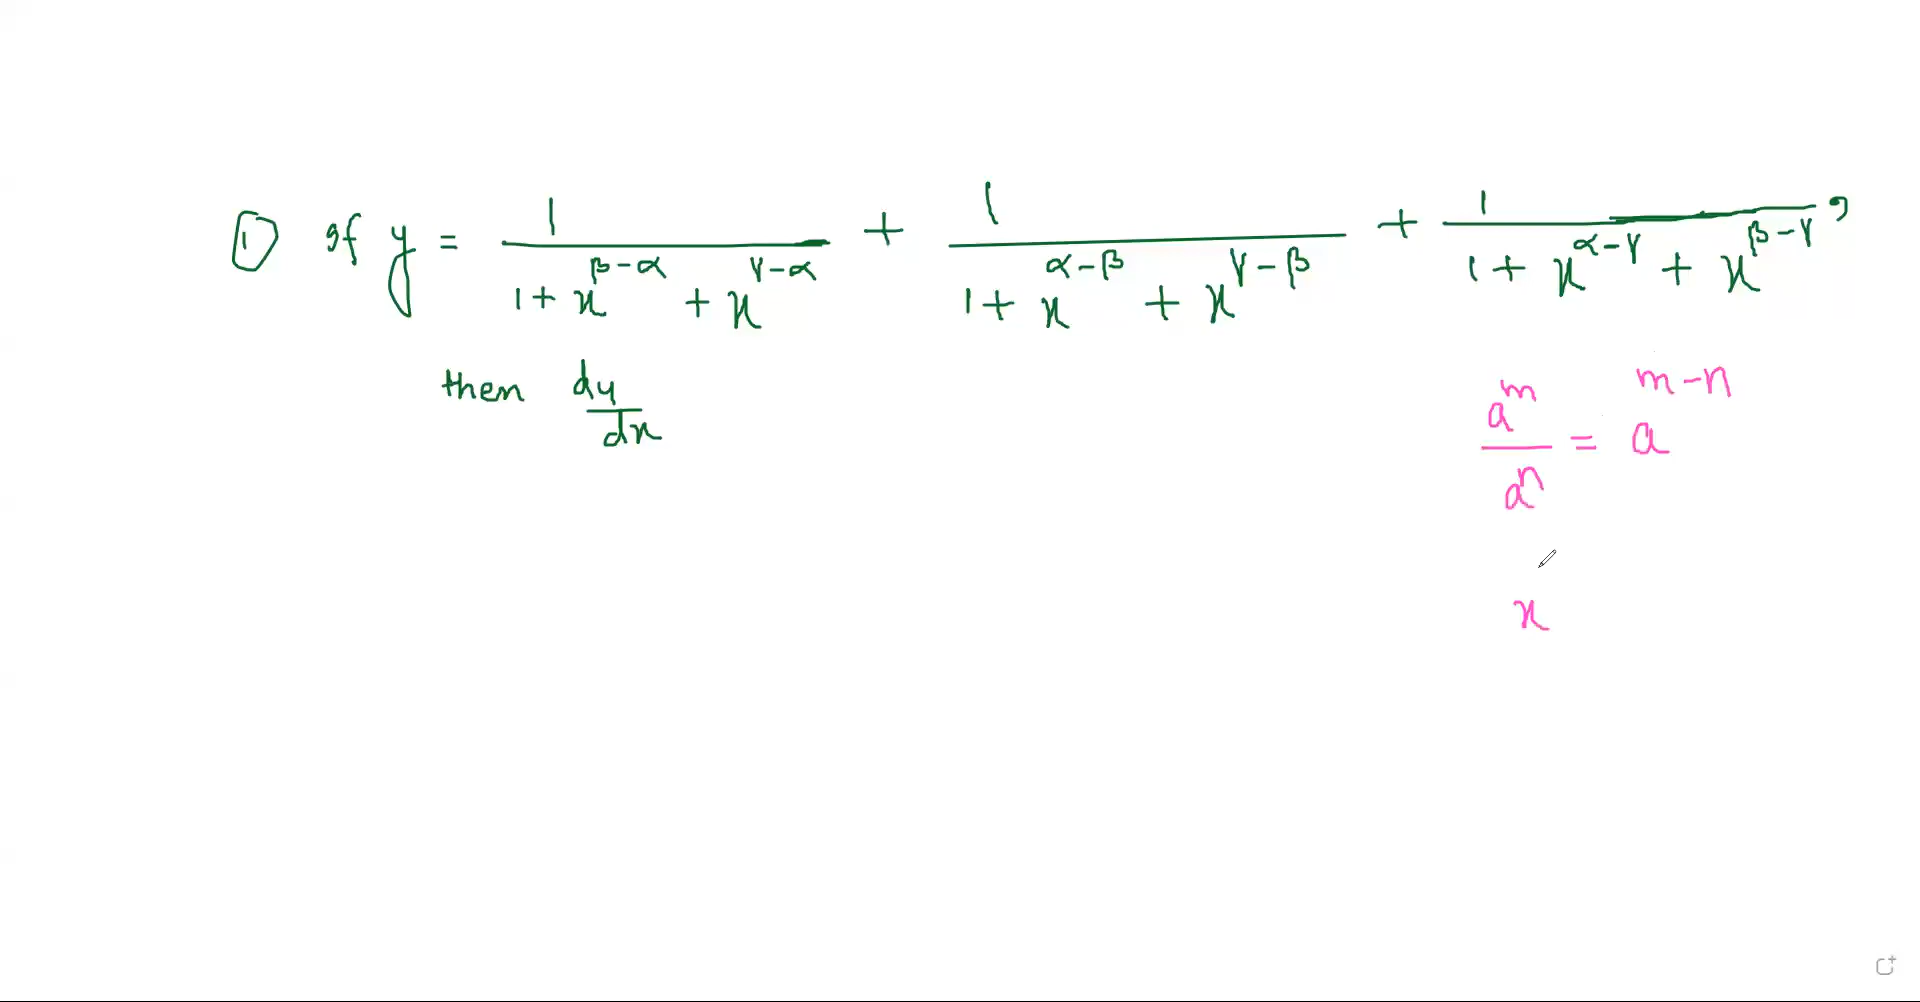 ① If y = 1/(1 + x^(β-α) + x^(γ-α)) + 1/(1 + x^(α-β) + x^(γ-β)) + 1/(1 + x^(α-γ) + x^(β-γ)),
then dy/dx
a^m/a^n = a^(m-n)
x